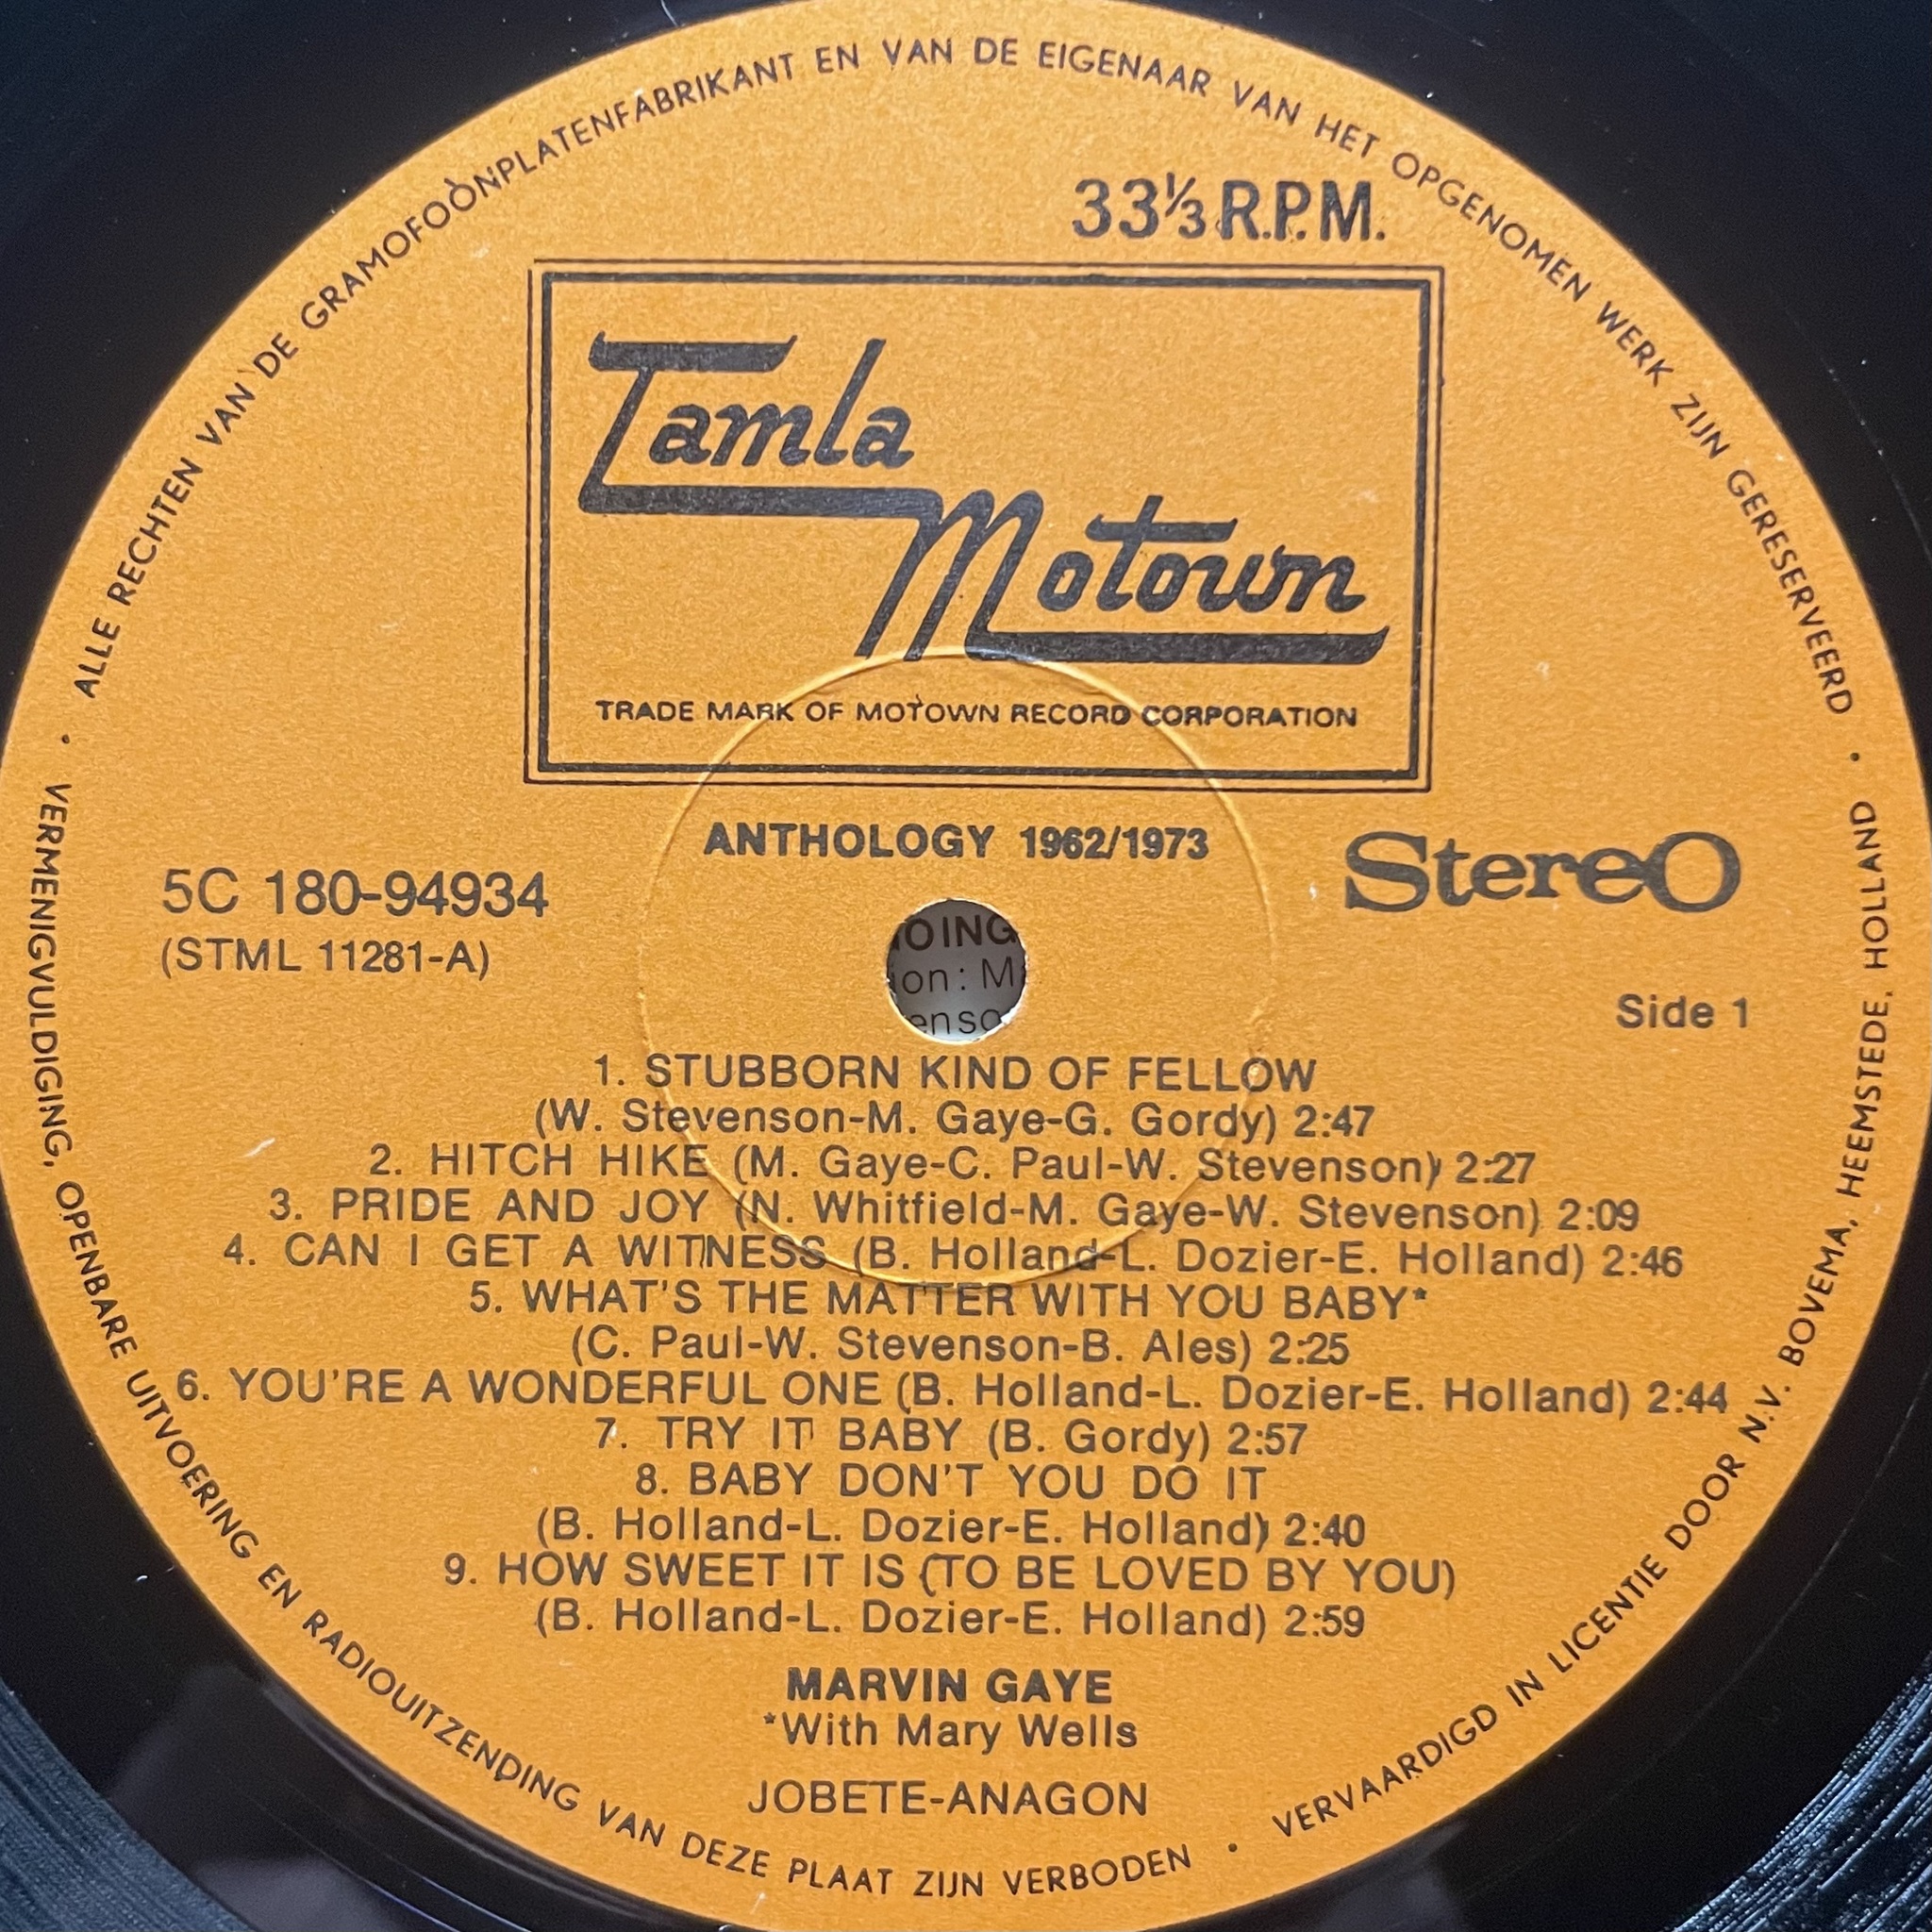 ALLE RECHTEN VAN DE GRAMOFOONPLATENFABRIKANT EN VAN DE EIGENAAR VAN HET OPGENOMEN WERK ZIJN GERESERVEERD ·
33⅓ R.P.M.
Tamla
Motown
TRADE MARK OF MOTOWN RECORD CORPORATION
ANTHOLOGY 1962/1973
5C 180-94934
(STML 11281-A)
Stereo
Side 1
OING
on: M
enso
1. STUBBORN KIND OF FELLOW
(W. Stevenson-M. Gaye-G. Gordy) 2:47
2. HITCH HIKE (M. Gaye-C. Paul-W. Stevenson) 2:27
3. PRIDE AND JOY (N. Whitfield-M. Gaye-W. Stevenson) 2:09
4. CAN I GET A WITNESS (B. Holland-L. Dozier-E. Holland) 2:46
5. WHAT'S THE MATTER WITH YOU BABY*
(C. Paul-W. Stevenson-B. Ales) 2:25
6. YOU'RE A WONDERFUL ONE (B. Holland-L. Dozier-E. Holland) 2:44
7. TRY IT BABY (B. Gordy) 2:57
8. BABY DON'T YOU DO IT
(B. Holland-L. Dozier-E. Holland) 2:40
9. HOW SWEET IT IS (TO BE LOVED BY YOU)
(B. Holland-L. Dozier-E. Holland) 2:59
MARVIN GAYE
*With Mary Wells
JOBETE-ANAGON
· VERMENIGVULDIGING, OPENBARE UITVOERING EN RADIOUITZENDING VAN DEZE PLAAT ZIJN VERBODEN · VERVAARDIGD IN LICENTIE DOOR N.V. BOVEMA, HEEMSTEDE, HOLLAND